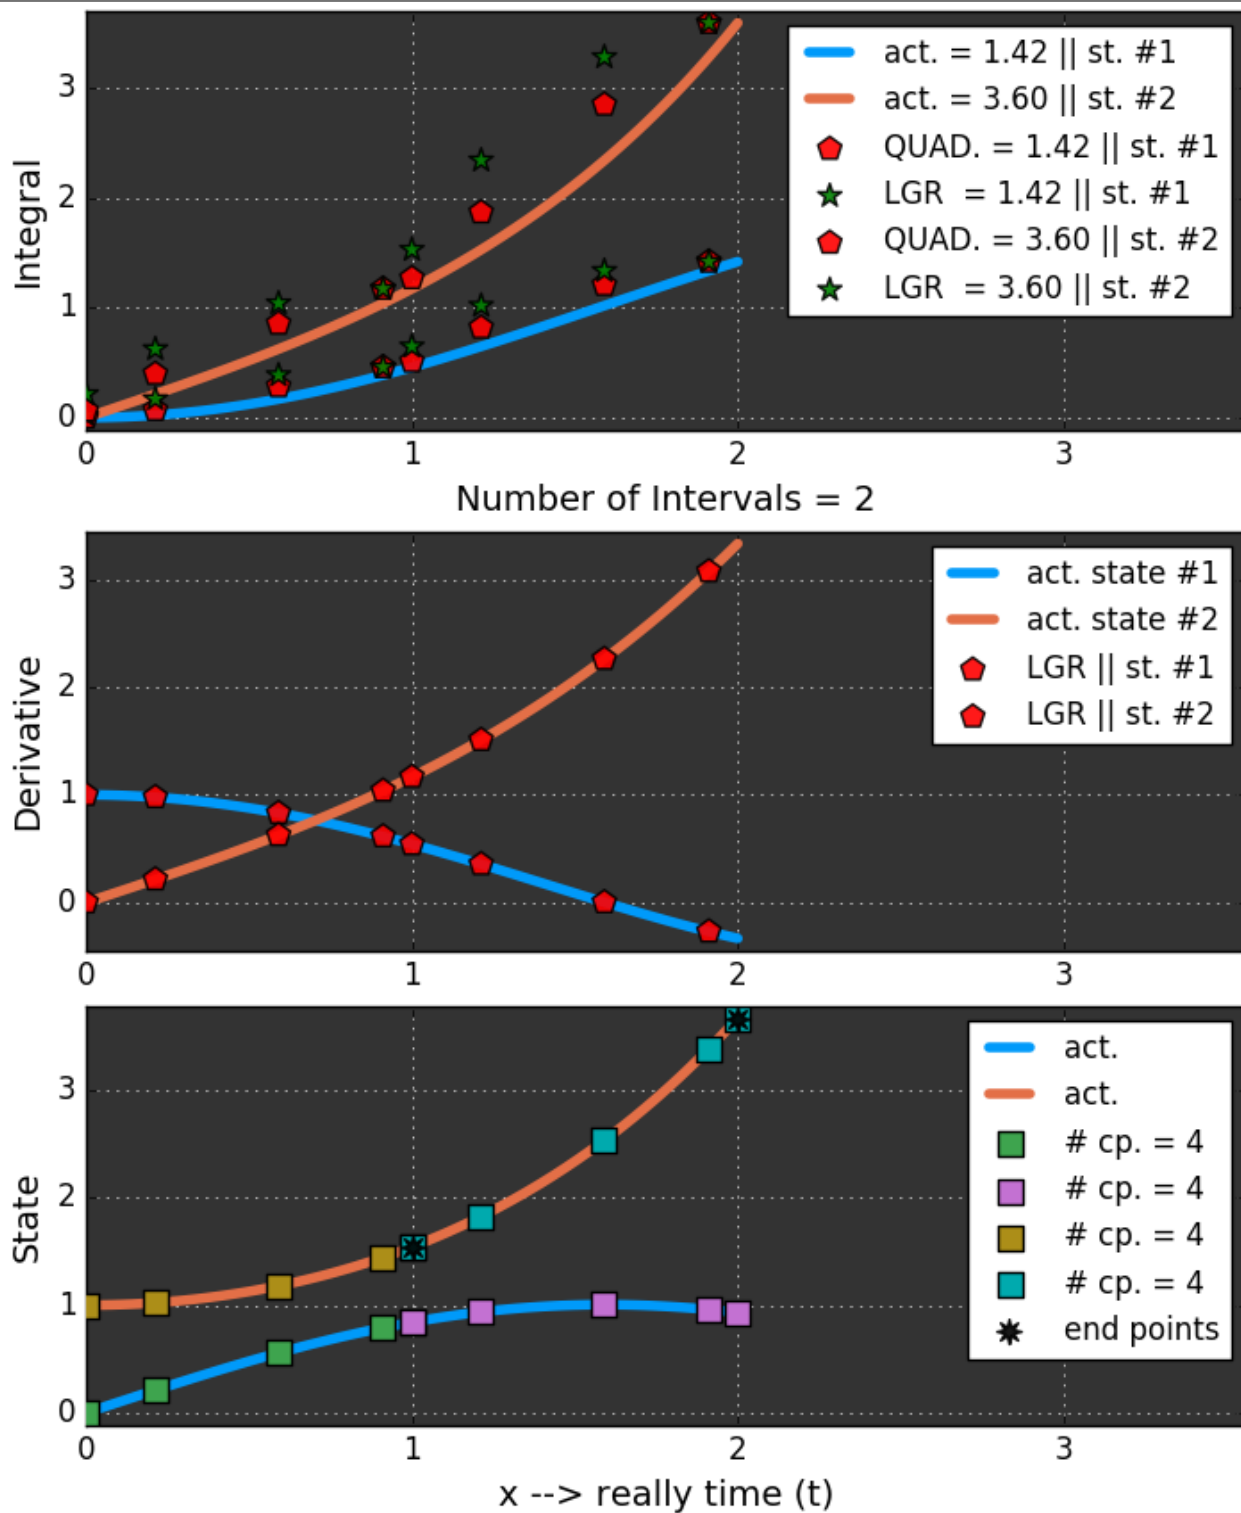 3
2
1
0
Integral
act. = 1.42 || st. #1
act. = 3.60 || st. #2
QUAD. = 1.42 || st. #1
LGR  = 1.42 || st. #1
QUAD. = 3.60 || st. #2
LGR  = 3.60 || st. #2
0 1 2 3
Number of Intervals = 2
3
2
1
0
Derivative
act. state #1
act. state #2
LGR || st. #1
LGR || st. #2
0 1 2 3
3
2
1
0
State
act.
act.
# cp. = 4
# cp. = 4
# cp. = 4
# cp. = 4
end points
0 1 2 3
x --> really time (t)